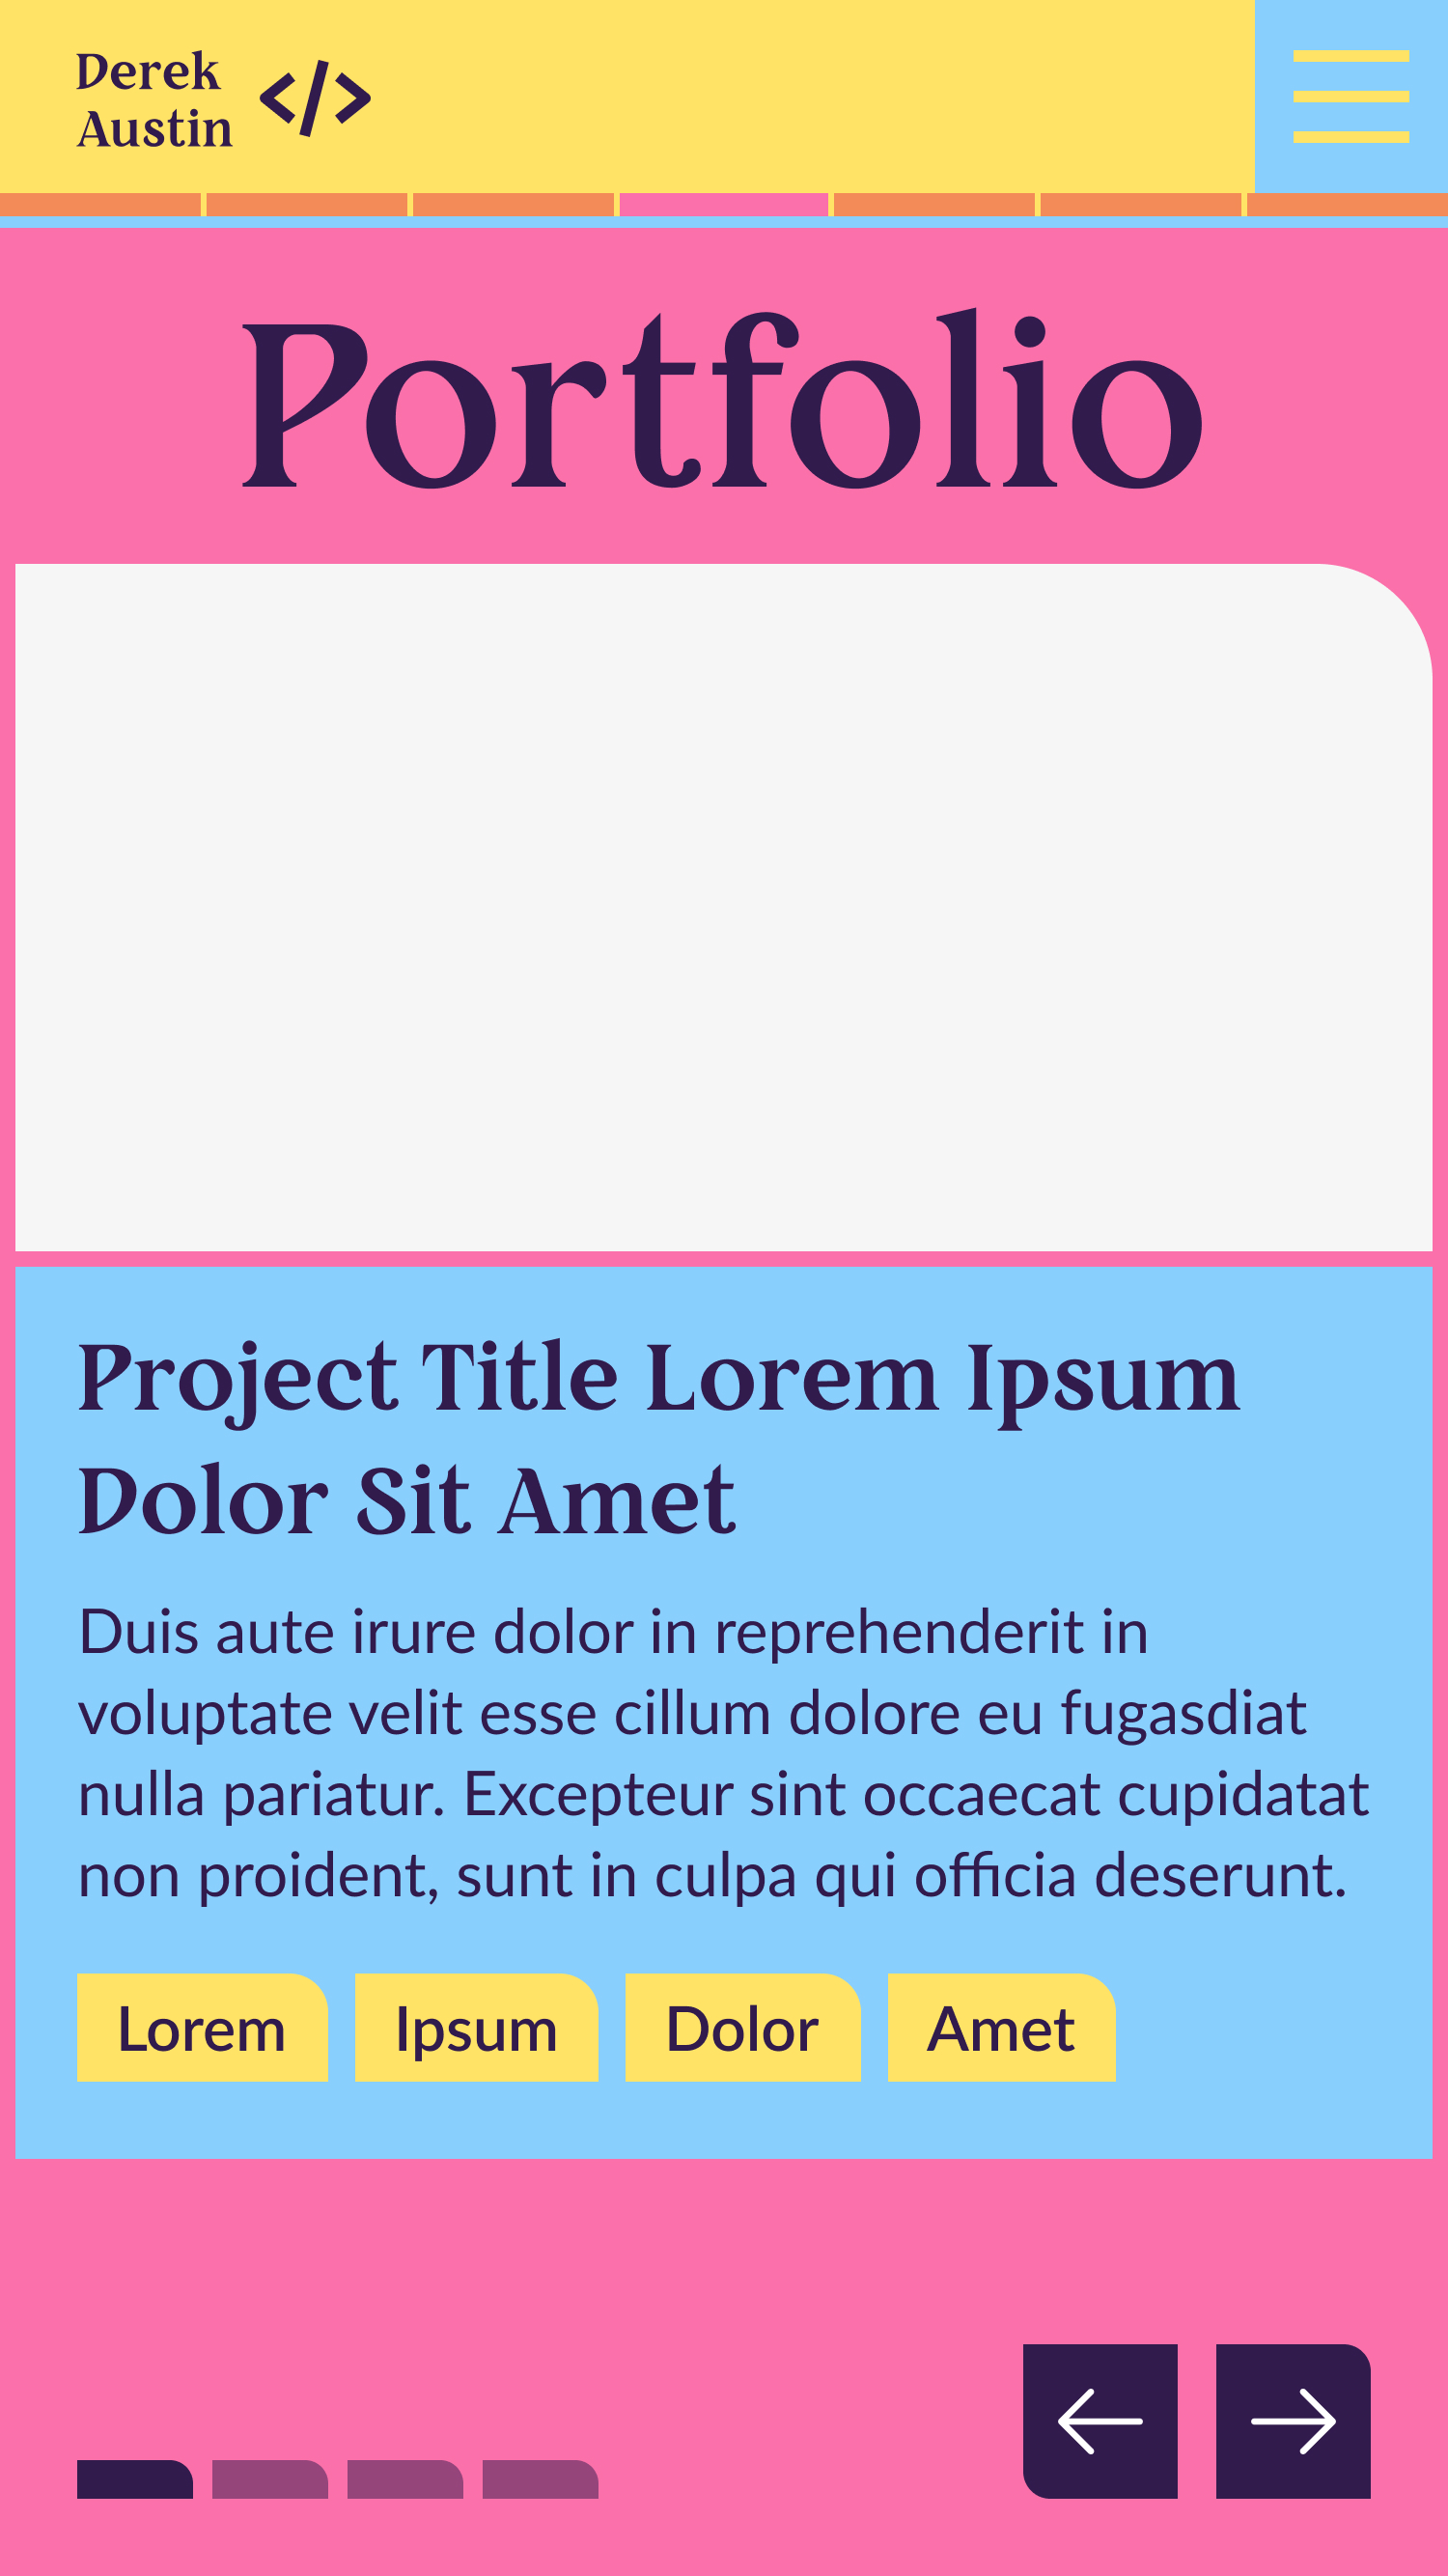 Derek
Austin
Portfolio
Project Title Lorem Ipsum
Dolor Sit Amet
Duis aute irure dolor in reprehenderit in
voluptate velit esse cillum dolore eu fugasdiat
nulla pariatur. Excepteur sint occaecat cupidatat
non proident, sunt in culpa qui officia deserunt.
Lorem Ipsum Dolor Amet